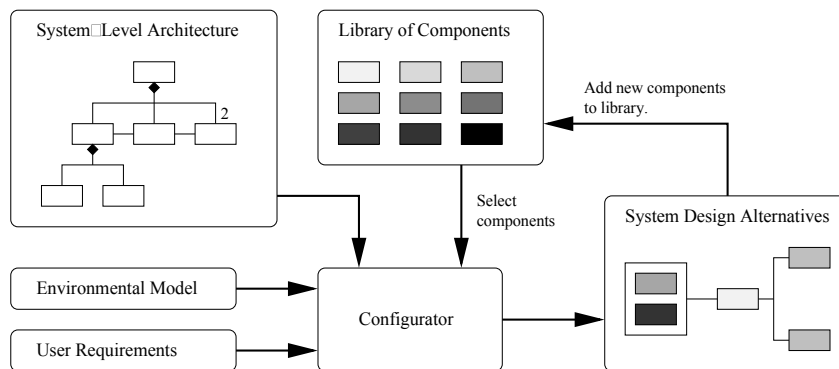 System□Level Architecture
Library of Components
2
Add new components
to library.
Select
components
System Design Alternatives
Environmental Model
Configurator
User Requirements